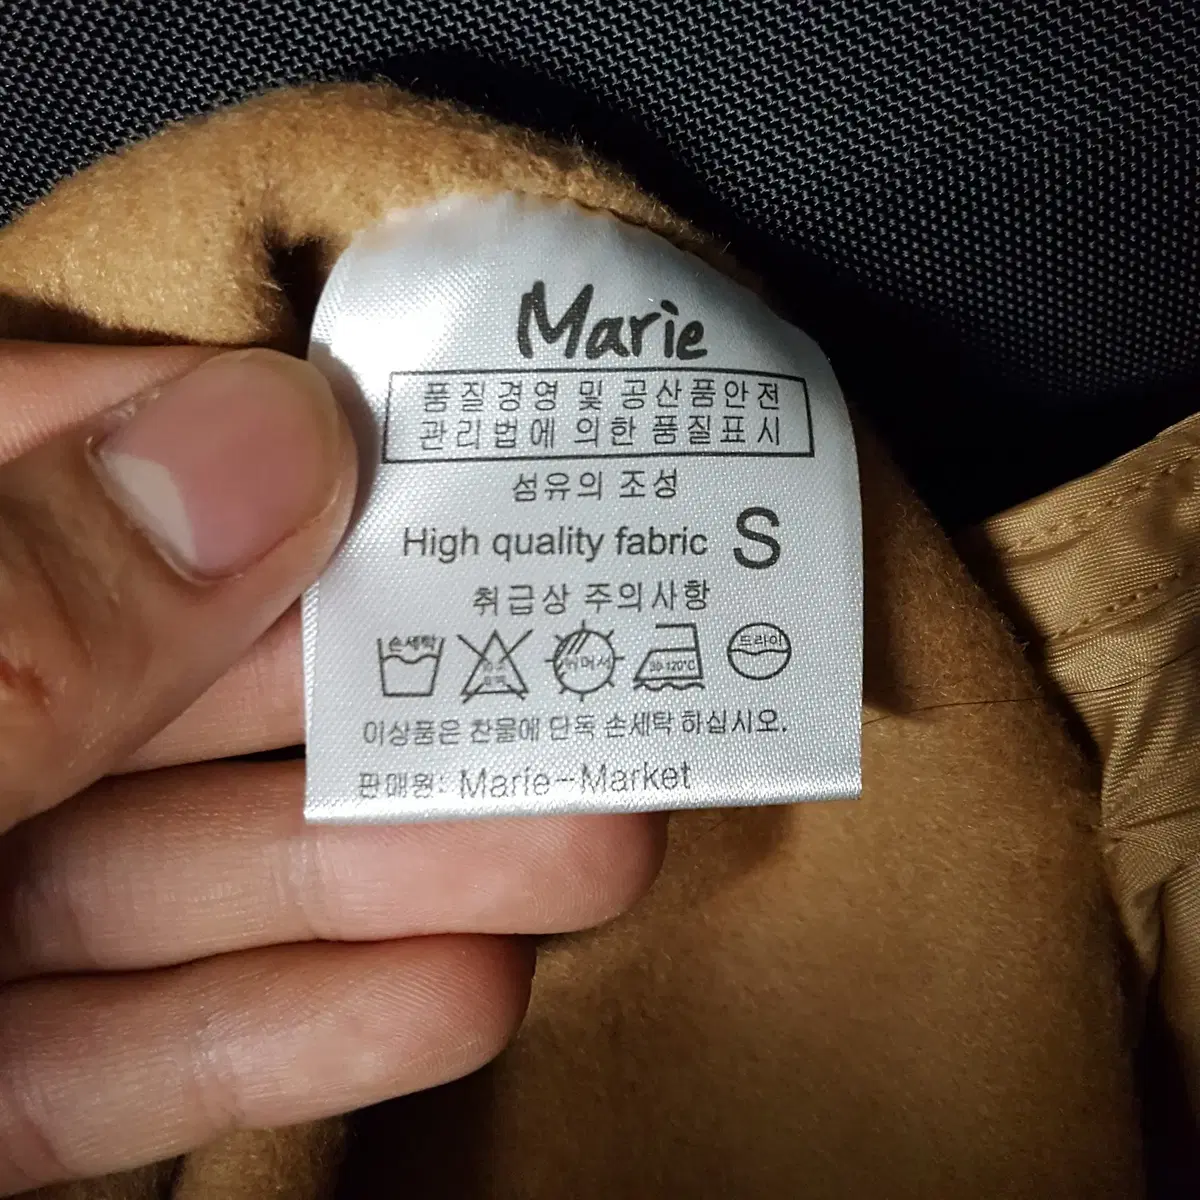 Marie
품질경영 및 공산품안전
관리법에 의한 품질표시
섬유의 조성
High quality fabric S
취급상 주의사항
손세탁 80-120°C 드라이
이상품은 찬물에 단독 손세탁 하십시오.
판매원: Marie-Market